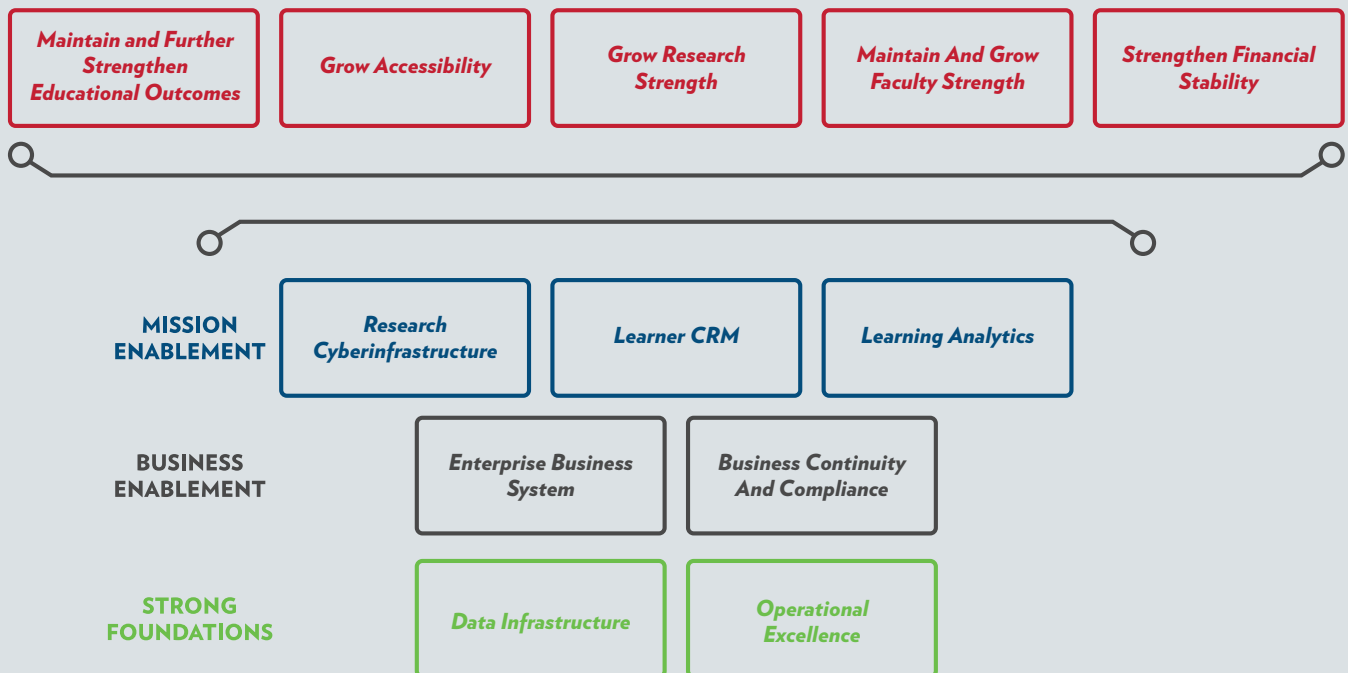 Maintain and Further
Strengthen
Educational Outcomes
Grow Accessibility
Grow Research
Strength
Maintain And Grow
Faculty Strength
Strengthen Financial
Stability
MISSION
ENABLEMENT
Research
Cyberinfrastructure
Learner CRM
Learning Analytics
BUSINESS
ENABLEMENT
Enterprise Business
System
Business Continuity
And Compliance
STRONG
FOUNDATIONS
Data Infrastructure
Operational
Excellence